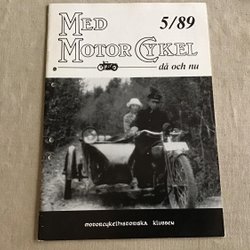 MED 5/89
MOTOR CYKEL
då och nu
MOTORCYKELHISTORISKA KLUBBEN